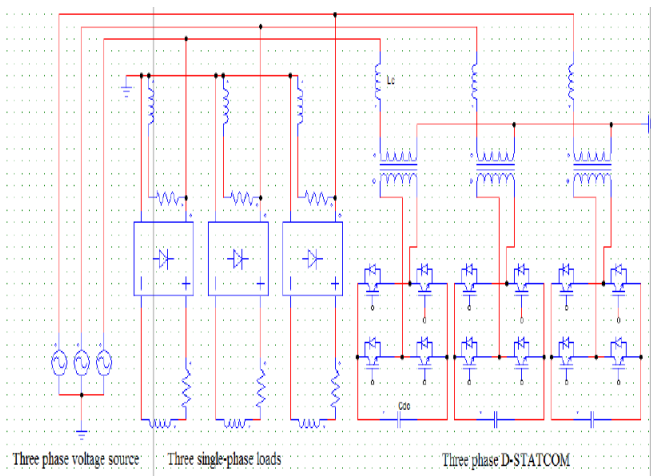 Lc
Cdc
Three phase voltage source
Three single-phase loads
Three phase D-STATCOM